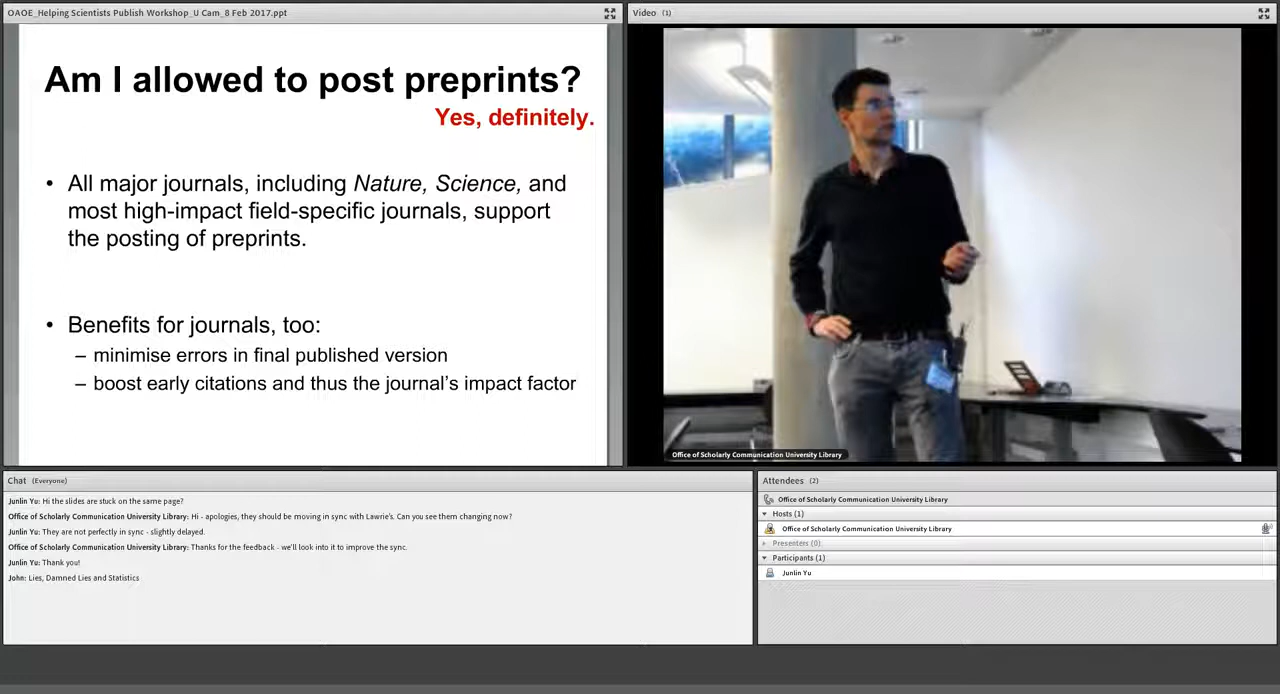 OAOE_Helping Scientists Publish Workshop_U Cam_8 Feb 2017.ppt
Am I allowed to post preprints?
Yes, definitely.
• All major journals, including Nature, Science, and
most high-impact field-specific journals, support
the posting of preprints.
• Benefits for journals, too:
– minimise errors in final published version
– boost early citations and thus the journal's impact factor
Video (1)
Office of Scholarly Communication University Library
Chat (Everyone)
Junlin Yu: Hi the slides are stuck on the same page?
Office of Scholarly Communication University Library: Hi - apologies, they should be moving in sync with Lawrie's. Can you see them changing now?
Junlin Yu: They are not perfectly in sync - slightly delayed.
Office of Scholarly Communication University Library: Thanks for the feedback - we'll look into it to improve the sync.
Junlin Yu: Thank you!
John: Lies, Damned Lies and Statistics
Attendees (2)
Office of Scholarly Communication University Library
Hosts (1)
Office of Scholarly Communication University Library
Presenters (0)
Participants (1)
Junlin Yu